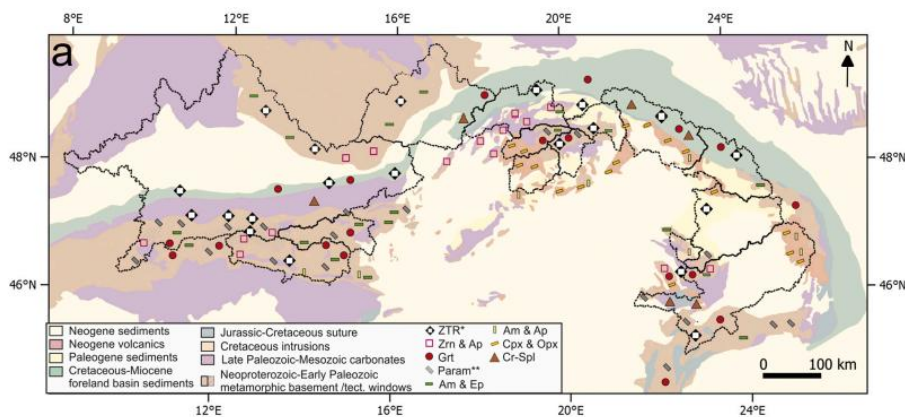 8°E 12°E 16°E 20°E 24°E
a
N
48°N 48°N
46°N 46°N
Neogene sediments
Neogene volcanics
Paleogene sediments
Cretaceous-Miocene
foreland basin sediments
Jurassic-Cretaceous suture
Cretaceous intrusions
Late Paleozoic-Mesozoic carbonates
Neoproterozoic-Early Paleozoic
metamorphic basement /tect. windows
ZTR*
Zrn & Ap
Grt
Param**
Am & Ep
Am & Ap
Cpx & Opx
Cr-Spl
0 100 km
12°E 16°E 20°E 24°E